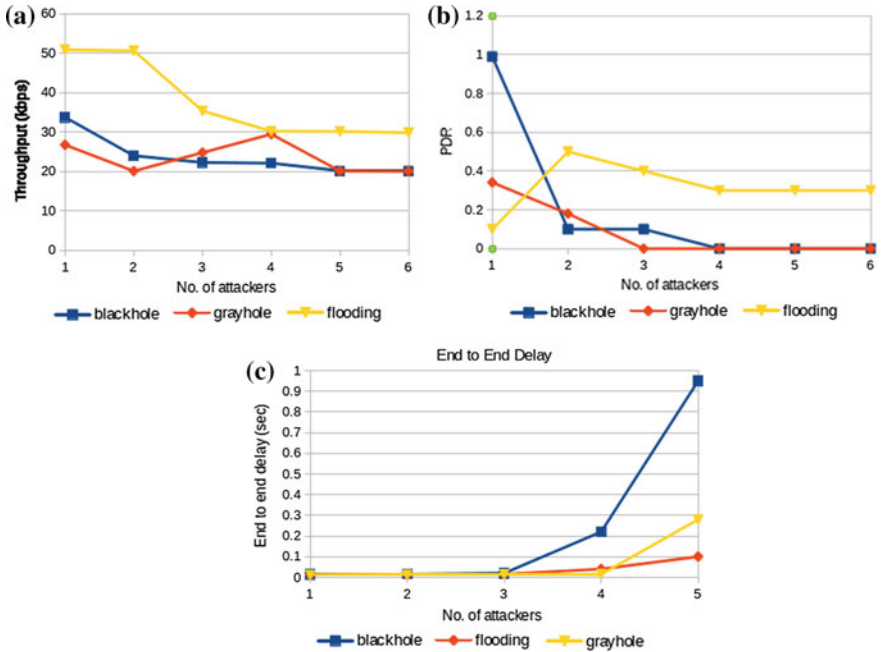 (a)
60
50
40
30
20
10
0
Throughput (kbps)
1 2 3 4 5 6
No. of attackers
blackhole grayhole flooding
(b)
1.2
1
0.8
0.6
0.4
0.2
0
PDR
1 2 3 4 5 6
No. of attackers
blackhole grayhole flooding
(c)
End to End Delay
1
0.9
0.8
0.7
0.6
0.5
0.4
0.3
0.2
0.1
0
End to end delay (sec)
1 2 3 4 5
No. of attackers
blackhole flooding grayhole